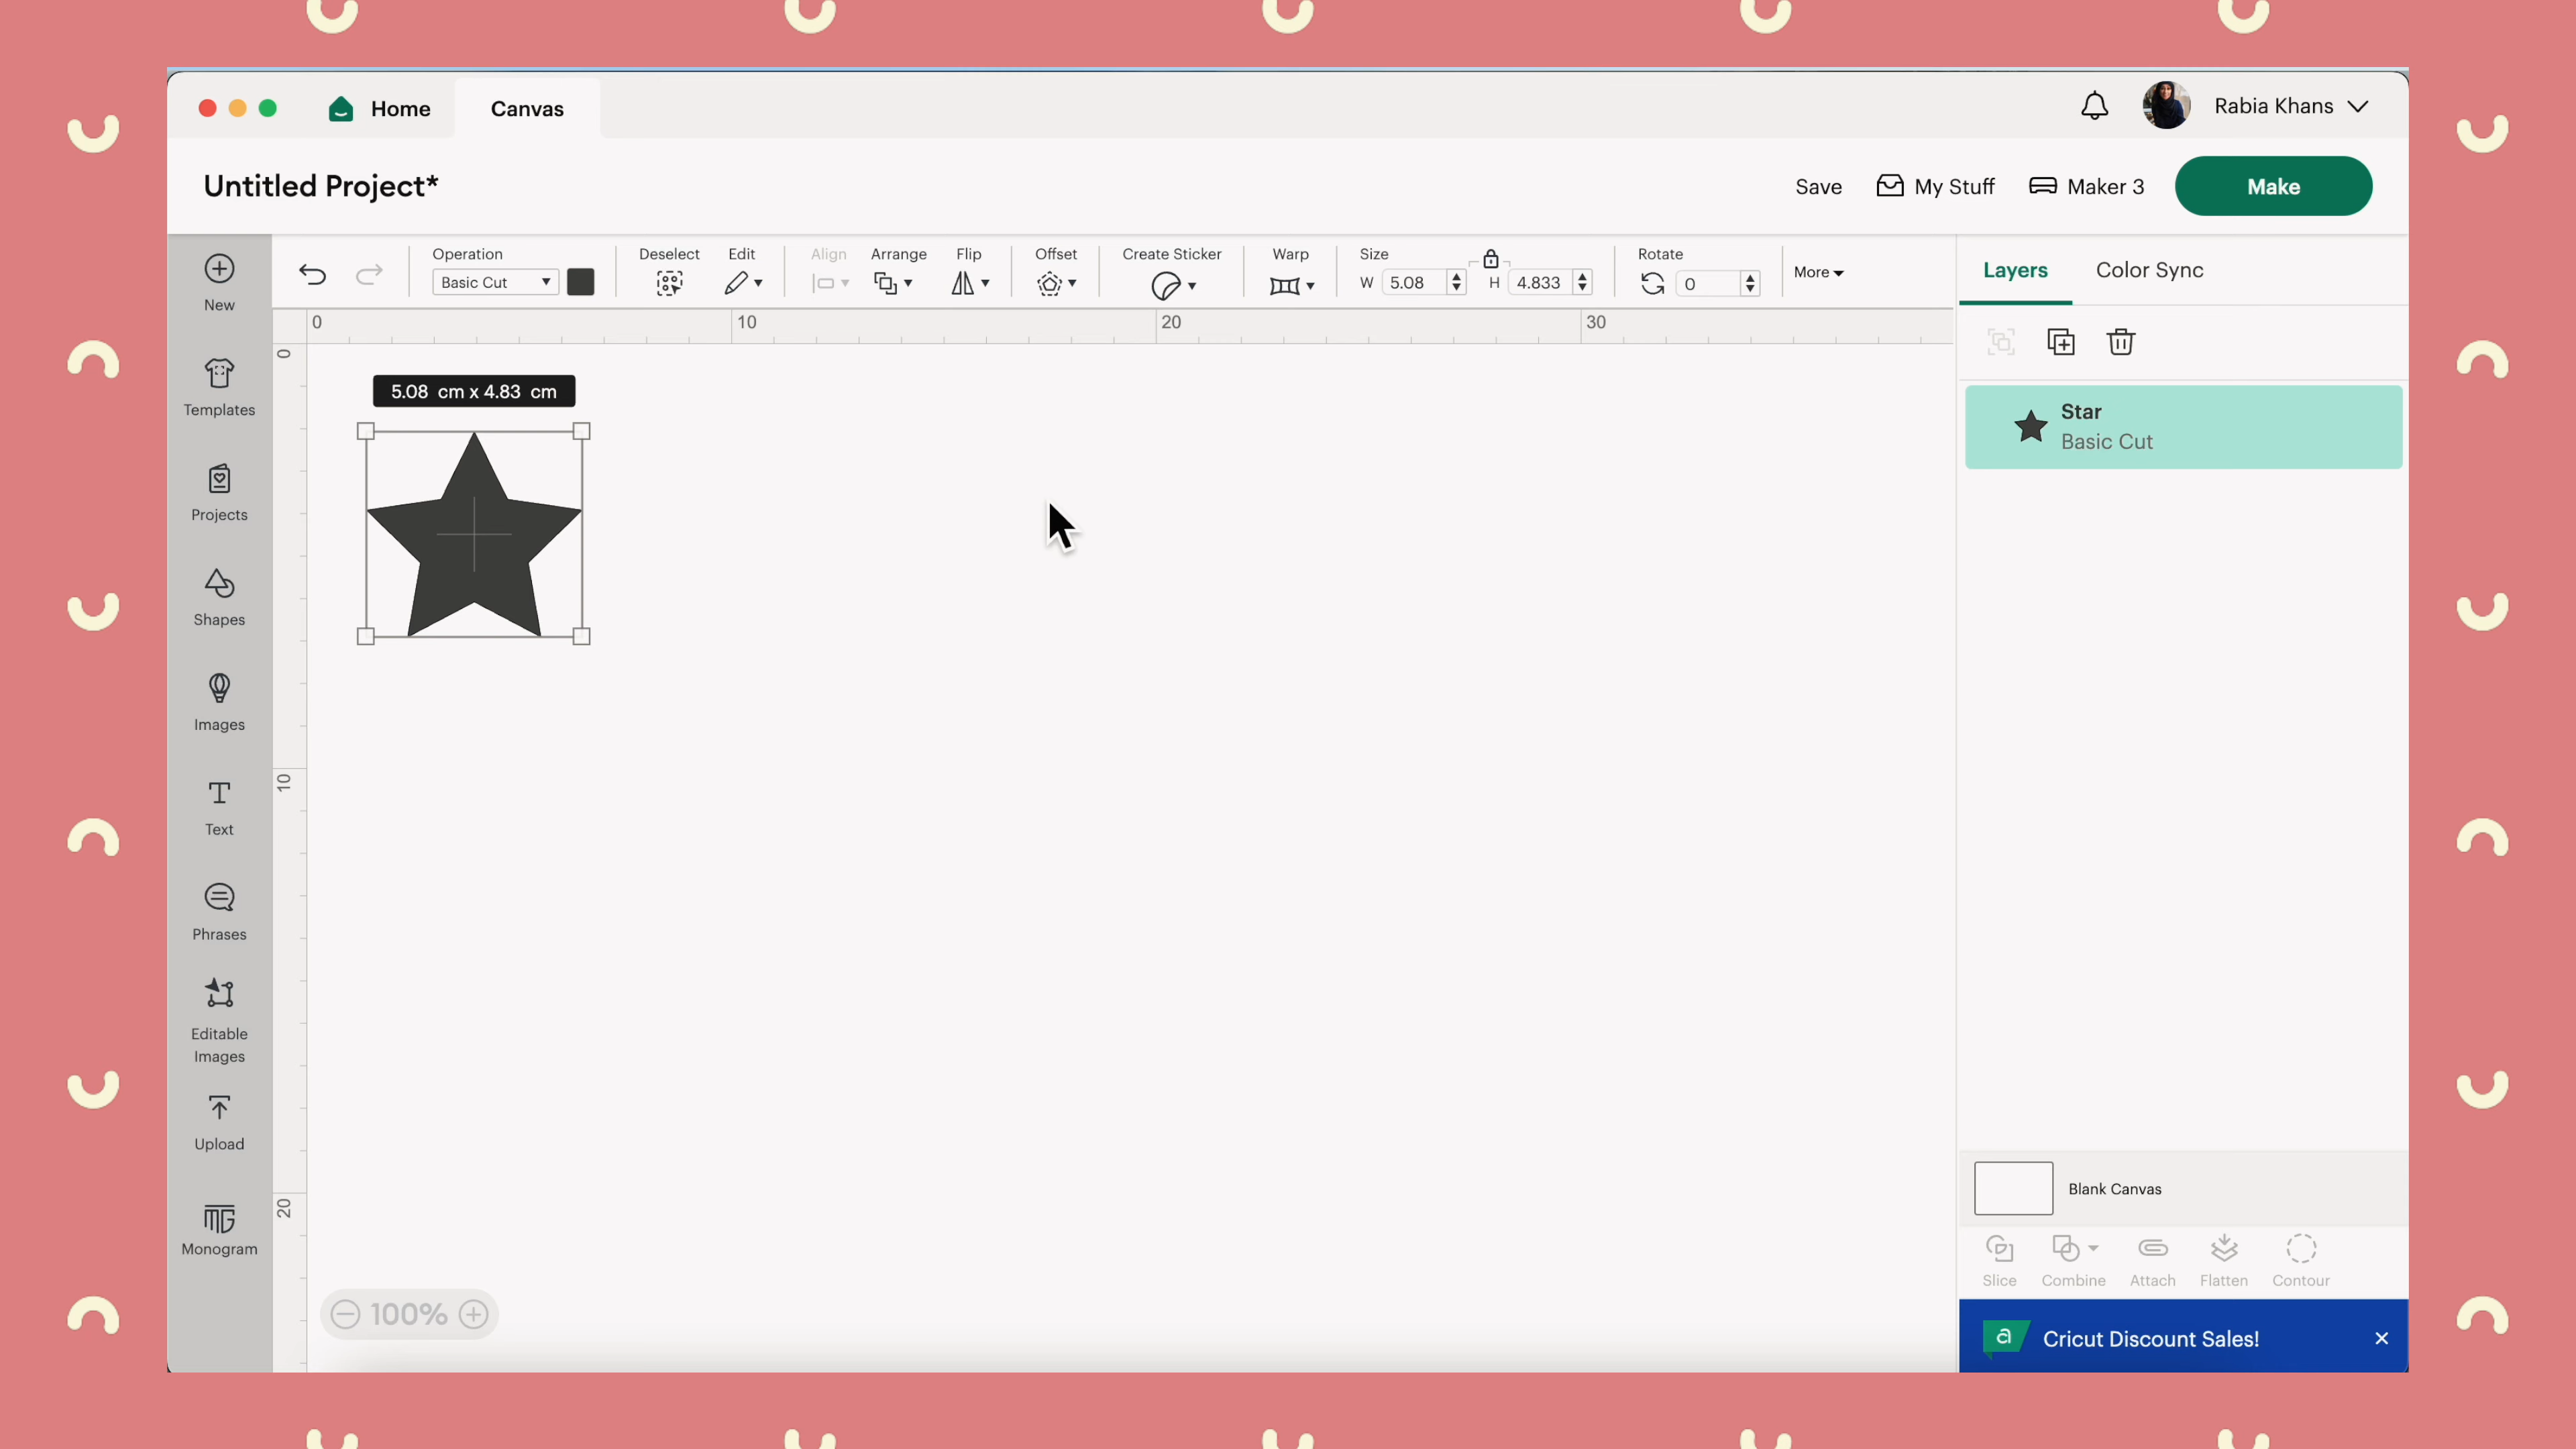 Home
Canvas
Rabia Khans
Untitled Project*
Save
My Stuff
Maker 3
Make
New
Templates
Projects
Shapes
Images
Text
Phrases
Editable
Images
Upload
Monogram
Operation
Basic Cut
Deselect
Edit
Align
Arrange
Flip
Offset
Create Sticker
Warp
Size
W 5.08
H 4.833
Rotate
0
More
0 10 20 30
0
10
20
5.08 cm x 4.83 cm
100%
Layers
Color Sync
Star
Basic Cut
Blank Canvas
Slice
Combine
Attach
Flatten
Contour
a
Cricut Discount Sales!